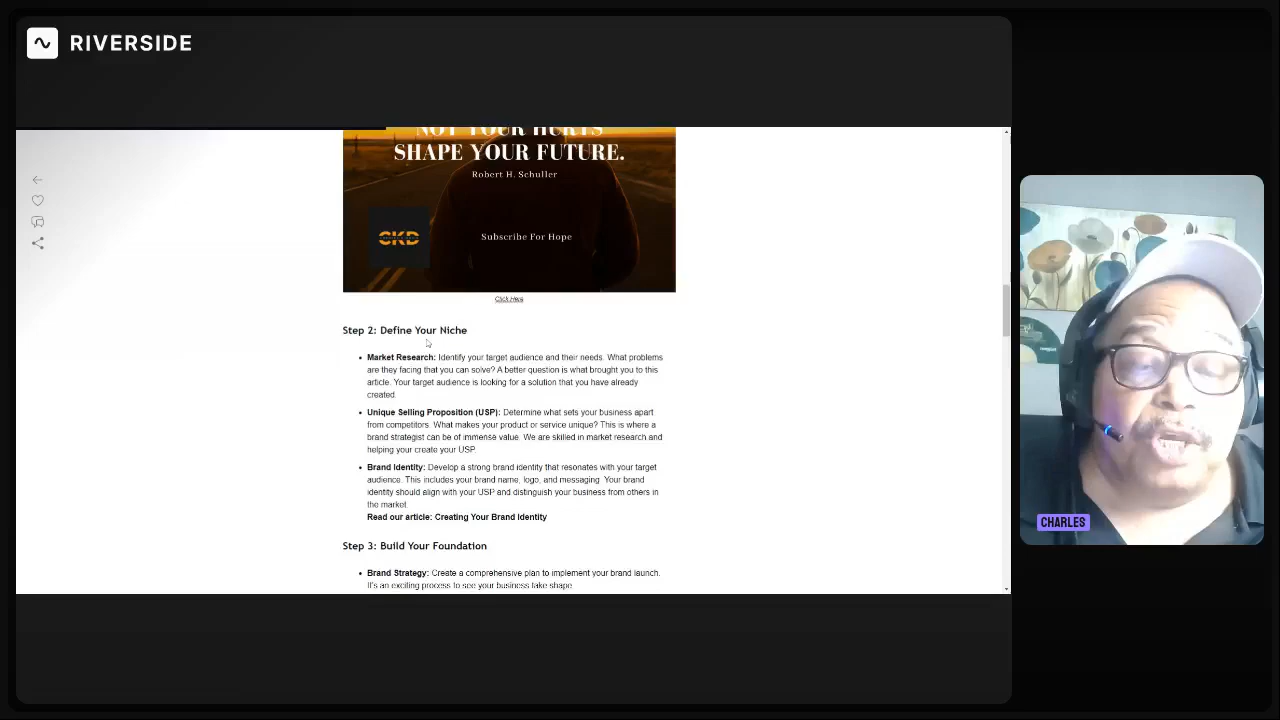 RIVERSIDE
NOT YOUR HURTS
SHAPE YOUR FUTURE.
Robert H. Schuller
CKD
Subscribe For Hope
Click Here
Step 2: Define Your Niche
• Market Research: Identify your target audience and their needs. What problems
are they facing that you can solve? A better question is what brought you to this
article. Your target audience is looking for a solution that you have already
created.
• Unique Selling Proposition (USP): Determine what sets your business apart
from competitors. What makes your product or service unique? This is where a
brand strategist can be of immense value. We are skilled in market research and
helping your create your USP.
• Brand Identity: Develop a strong brand identity that resonates with your target
audience. This includes your brand name, logo, and messaging Your brand
identity should align with your USP and distinguish your business from others in
the market.
Read our article: Creating Your Brand Identity
Step 3: Build Your Foundation
• Brand Strategy: Create a comprehensive plan to implement your brand launch.
It's an exciting process to see your business take shape
CHARLES